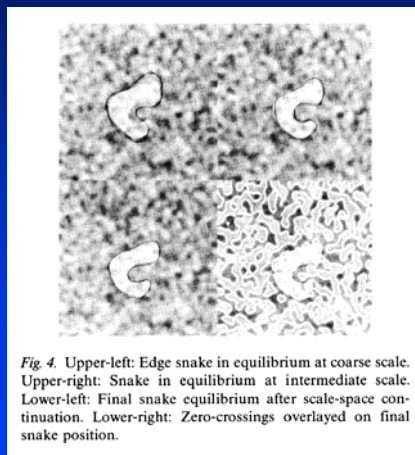 Fig. 4. Upper-left: Edge snake in equilibrium at coarse scale.
Upper-right: Snake in equilibrium at intermediate scale.
Lower-left: Final snake equilibrium after scale-space con-
tinuation. Lower-right: Zero-crossings overlayed on final
snake position.